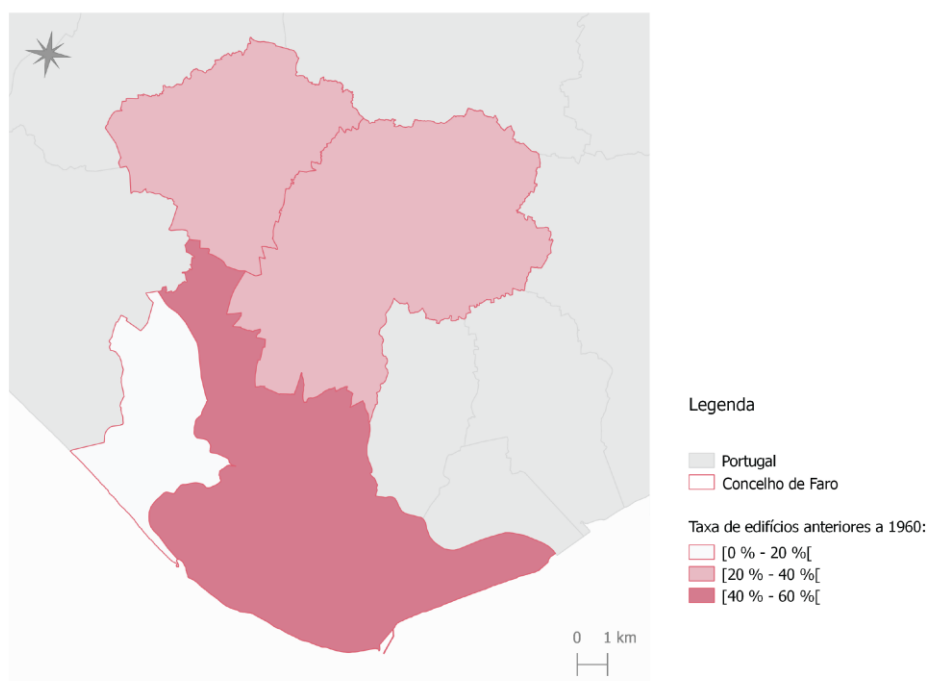 Legenda
Portugal
Concelho de Faro
Taxa de edifícios anteriores a 1960:
[0 % - 20 %[
[20 % - 40 %[
[40 % - 60 %[
0 1 km